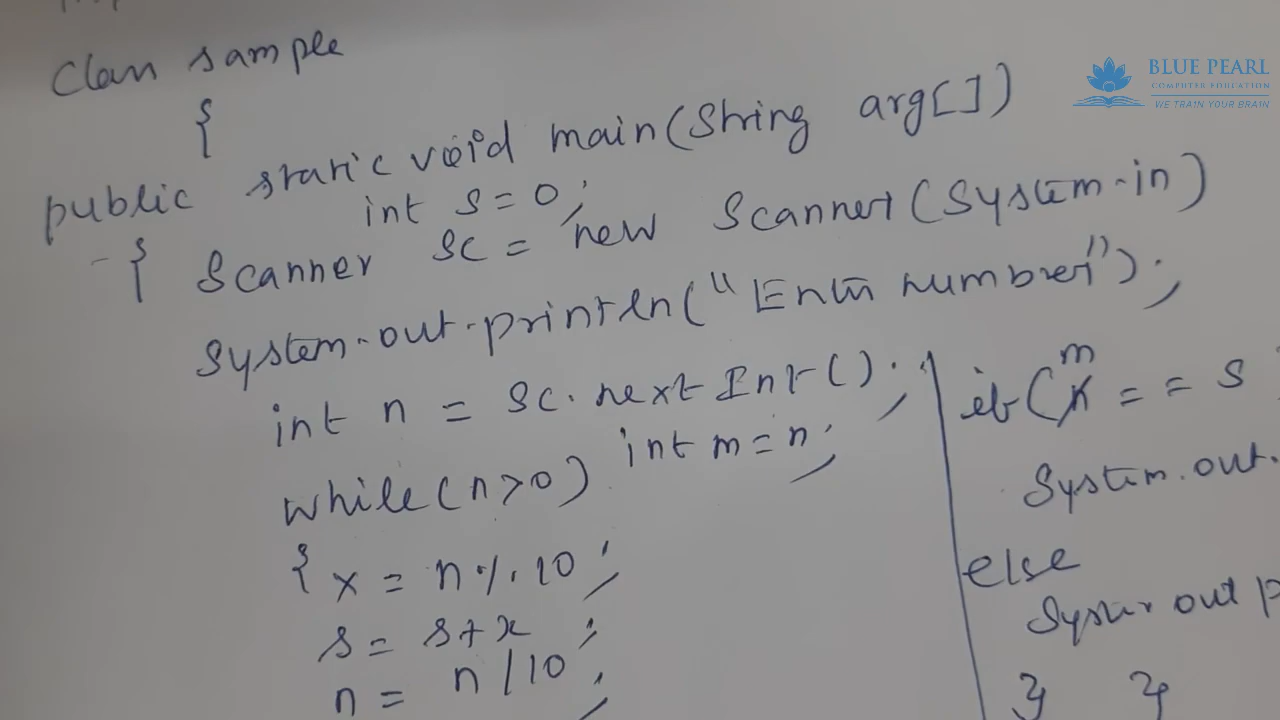 Class sample
{
public static void main(String arg[])
int s=0;
{ Scanner sc = new Scanner(System.in)
System.out.println("Enter number");
int n = sc.nextInt();
int m=n;
while(n>0)
{ x = n%10;
s = s+x;
n = n/10;
if(m == s
System.out.
else
System out p
} }
BLUE PEARL
COMPUTER EDUCATION
WE TRAIN YOUR BRAIN